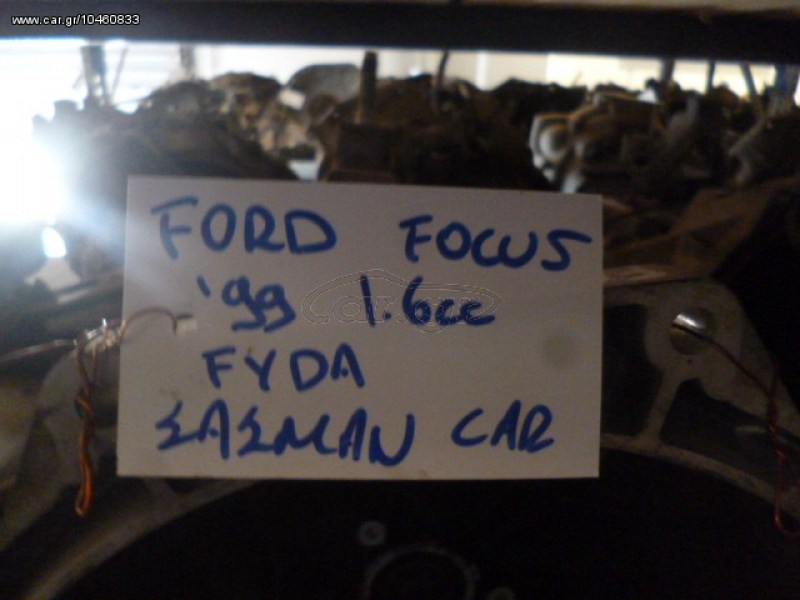 www.car.gr/10460833
FORD FOCUS
'99 1.6cc
FYDA
ΣΑΣΜΑΝ CAR